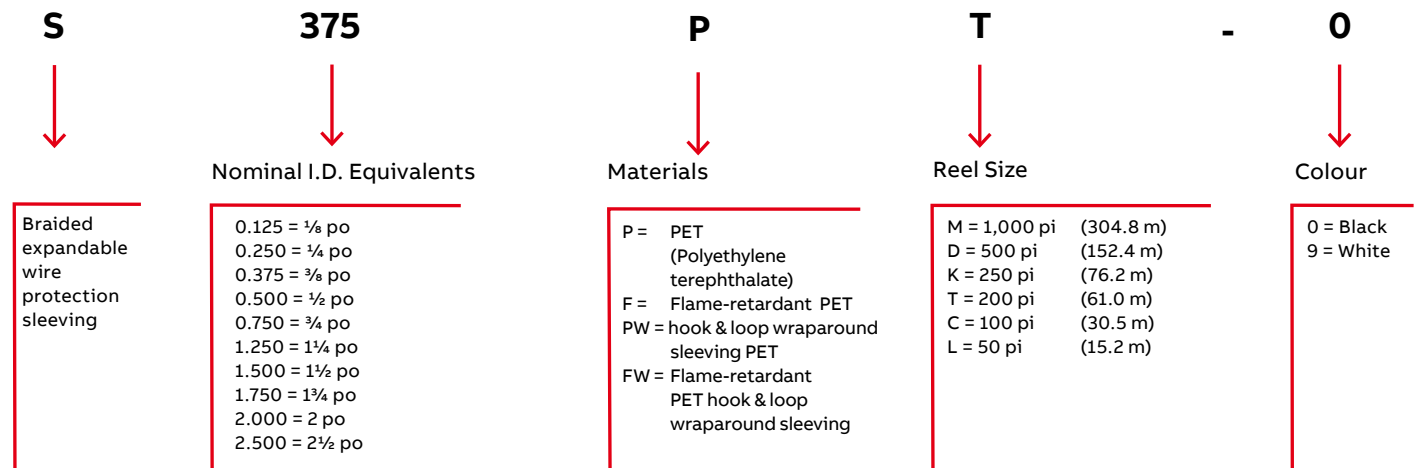 S 375 P T - 0
Nominal I.D. Equivalents
Materials
Reel Size
Colour
Braided
expandable
wire
protection
sleeving
0.125 = ⅛ po
0.250 = ¼ po
0.375 = ⅜ po
0.500 = ½ po
0.750 = ¾ po
1.250 = 1¼ po
1.500 = 1½ po
1.750 = 1¾ po
2.000 = 2 po
2.500 = 2½ po
P = PET
(Polyethylene
terephthalate)
F = Flame-retardant PET
PW = hook & loop wraparound
sleeving PET
FW = Flame-retardant
PET hook & loop
wraparound sleeving
M = 1,000 pi (304.8 m)
D = 500 pi (152.4 m)
K = 250 pi (76.2 m)
T = 200 pi (61.0 m)
C = 100 pi (30.5 m)
L = 50 pi (15.2 m)
0 = Black
9 = White